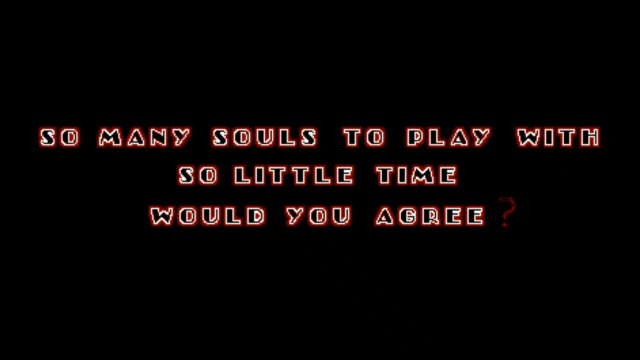 SO MANY SOULS TO PLAY WITH
SO LITTLE TIME
WOULD YOU AGREE?